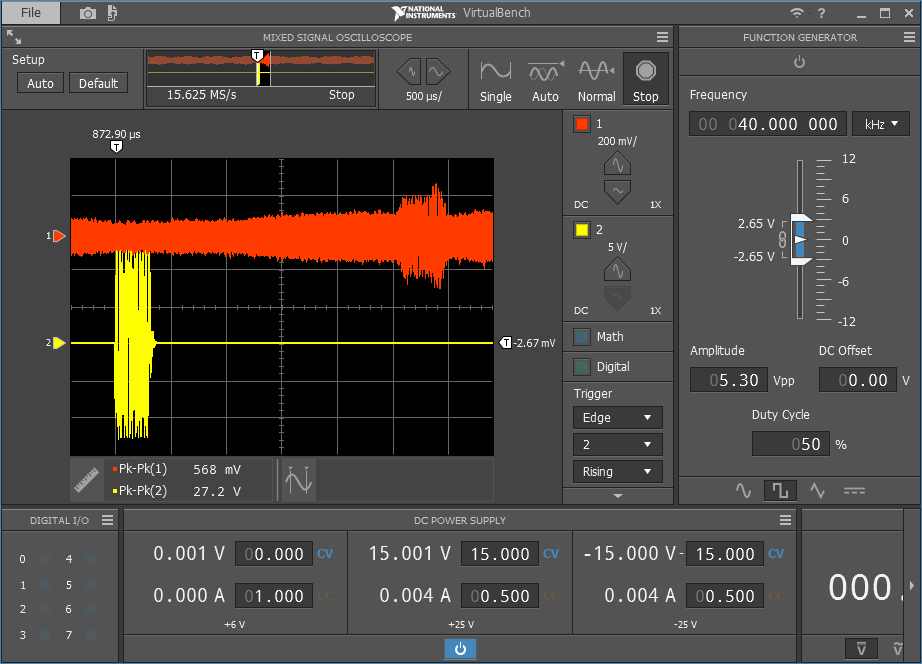 File
NATIONAL INSTRUMENTS VirtualBench
?
MIXED SIGNAL OSCILLOSCOPE
FUNCTION GENERATOR
Setup
Auto Default
T
15.625 MS/s Stop
500 µs/
Single Auto Normal Stop
Frequency
00 040.000 000 kHz
872.90 µs
T
1
200 mV/
DC 1X
2
5 V/
DC 1X
1
2
T -2.67 mV
12
6
2.65 V
0
-2.65 V
-6
-12
Math
Digital
Trigger
Edge
2
Rising
Amplitude DC Offset
05.30 Vpp 00.00 V
Duty Cycle
050 %
Pk-Pk(1) 568 mV
Pk-Pk(2) 27.2 V
DIGITAL I/O
0 4
1 5
2 6
3 7
DC POWER SUPPLY
0.001 V 00.000 CV
0.000 A 01.000 CC
+6 V
15.001 V 15.000 CV
0.004 A 00.500 CC
+25 V
-15.000 V -15.000 CV
0.004 A 00.500 CC
-25 V
000.
V V